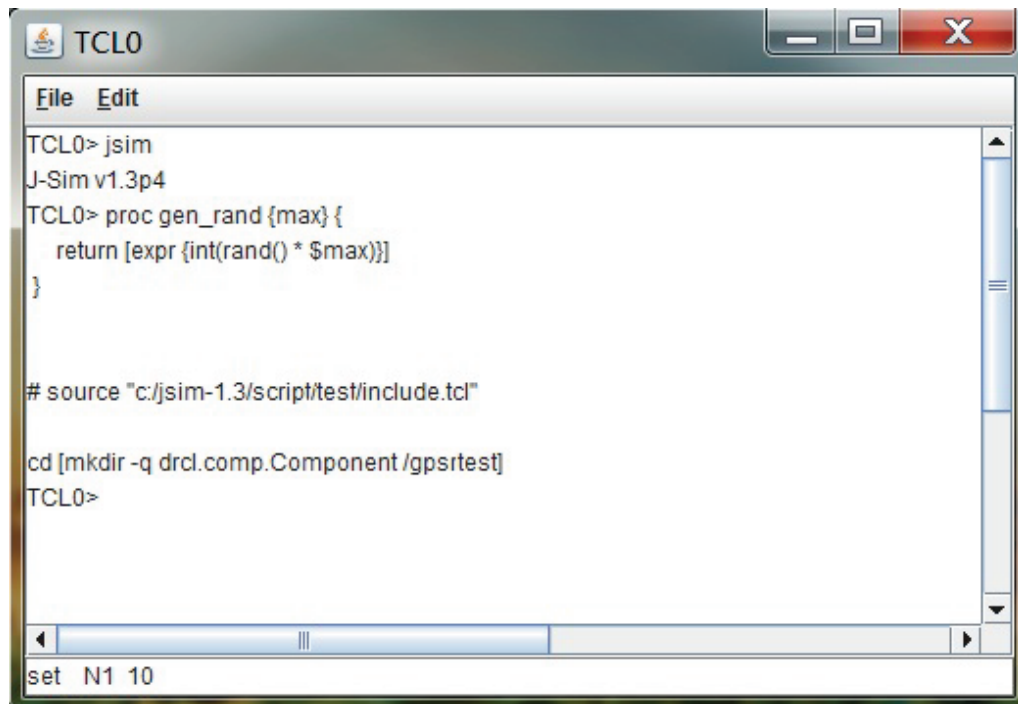 TCL0
File Edit
TCL0> jsim
J-Sim v1.3p4
TCL0> proc gen_rand {max} {
return [expr {int(rand() * $max)}]
}
# source "c:/jsim-1.3/script/test/include.tcl"
cd [mkdir -q drcl.comp.Component /gpsrtest]
TCL0>
set N1 10